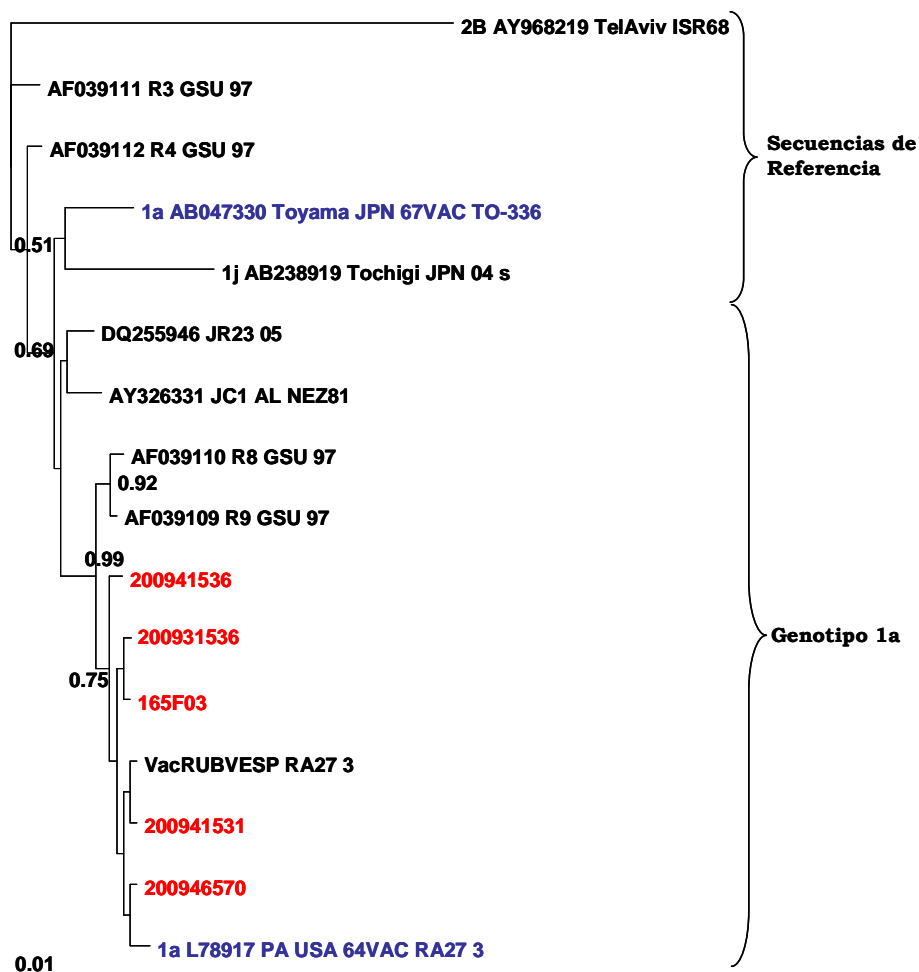 2B AY968219 TelAviv ISR68
AF039111 R3 GSU 97
AF039112 R4 GSU 97
Secuencias de
Referencia
1a AB047330 Toyama JPN 67VAC TO-336
0.51
1j AB238919 Tochigi JPN 04 s
DQ255946 JR23 05
0.69
AY326331 JC1 AL NEZ81
AF039110 R8 GSU 97
0.92
AF039109 R9 GSU 97
0.99
200941536
200931536
Genotipo 1a
0.75
165F03
VacRUBVESP RA27 3
200941531
200946570
1a L78917 PA USA 64VAC RA27 3
0.01